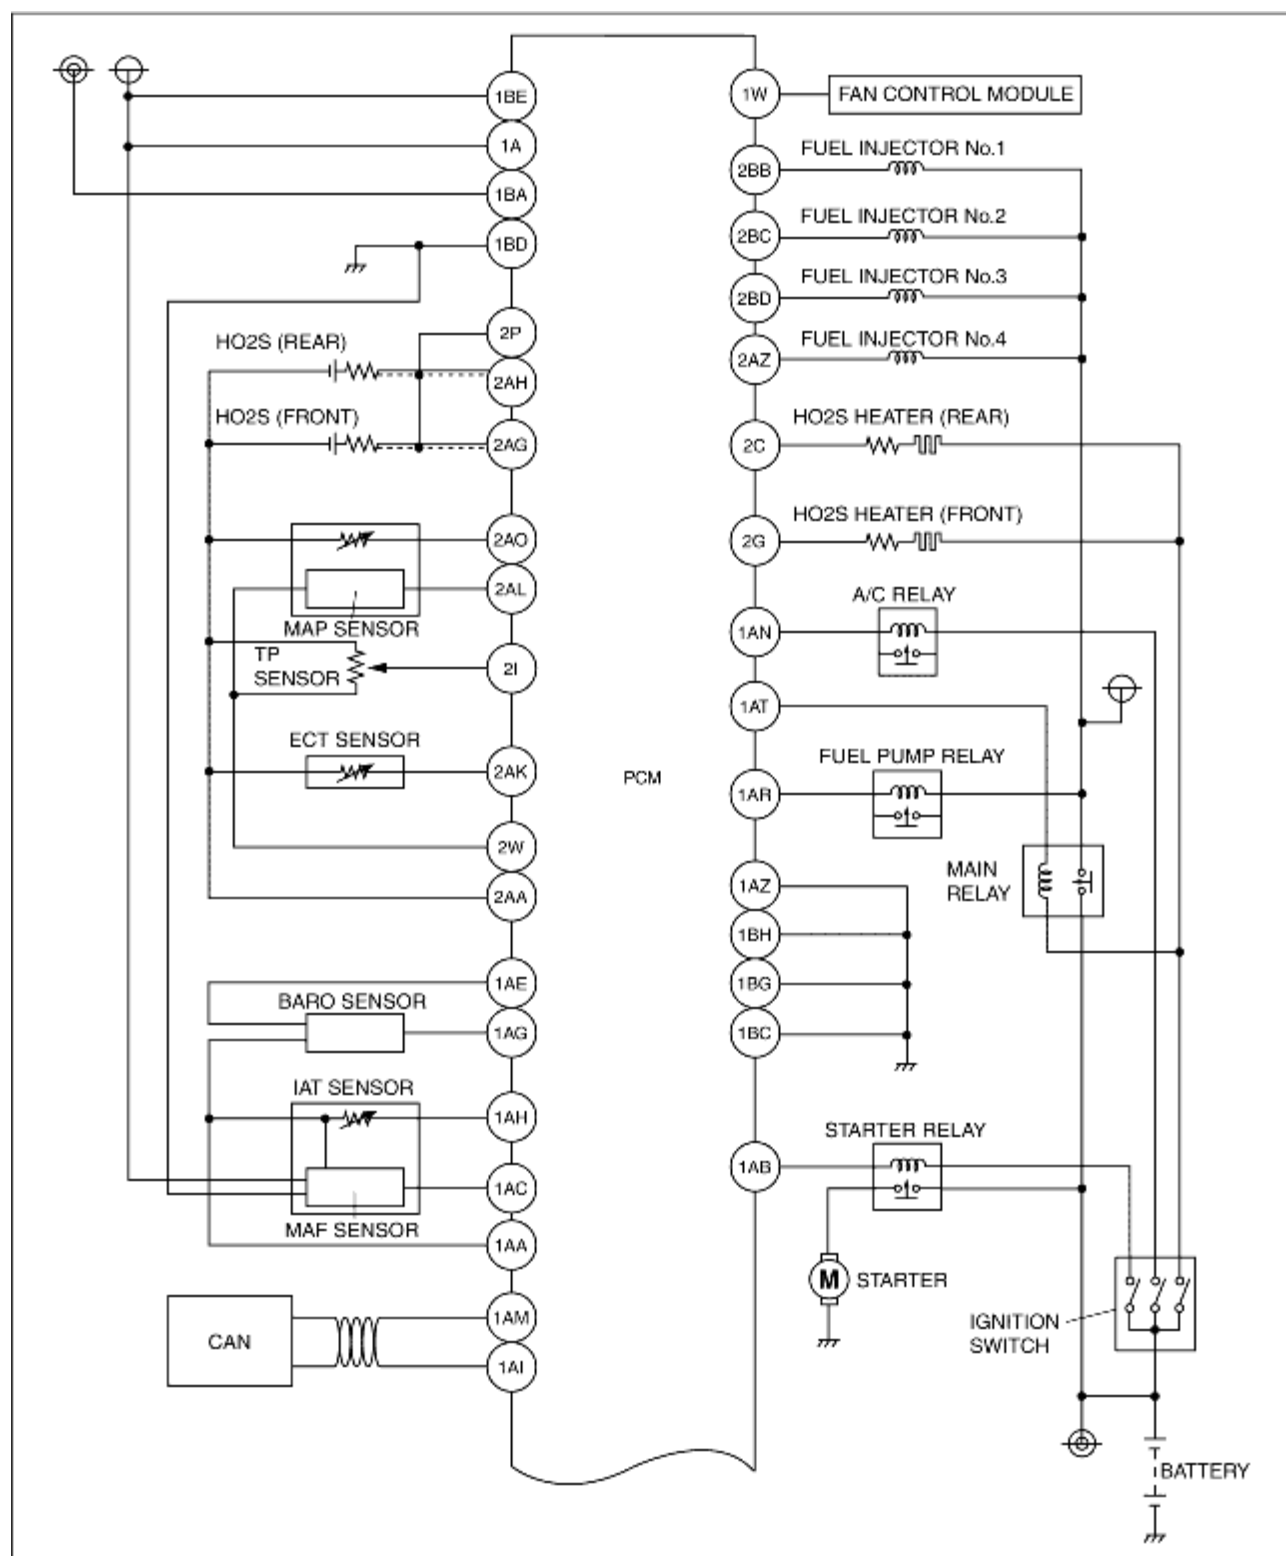 1BE
1A
1BA
1BD
2P
HO2S (REAR)
2AH
HO2S (FRONT)
2AG
2AO
2AL
MAP SENSOR
TP
SENSOR
2I
ECT SENSOR
2AK
2W
2AA
1AE
BARO SENSOR
1AG
IAT SENSOR
1AH
1AC
MAF SENSOR
1AA
CAN
1AM
1AI
PCM
1W
FAN CONTROL MODULE
FUEL INJECTOR No.1
2BB
FUEL INJECTOR No.2
2BC
FUEL INJECTOR No.3
2BD
FUEL INJECTOR No.4
2AZ
HO2S HEATER (REAR)
2C
HO2S HEATER (FRONT)
2G
A/C RELAY
1AN
1AT
FUEL PUMP RELAY
1AR
MAIN
RELAY
1AZ
1BH
1BG
1BC
STARTER RELAY
1AB
M
STARTER
IGNITION
SWITCH
BATTERY